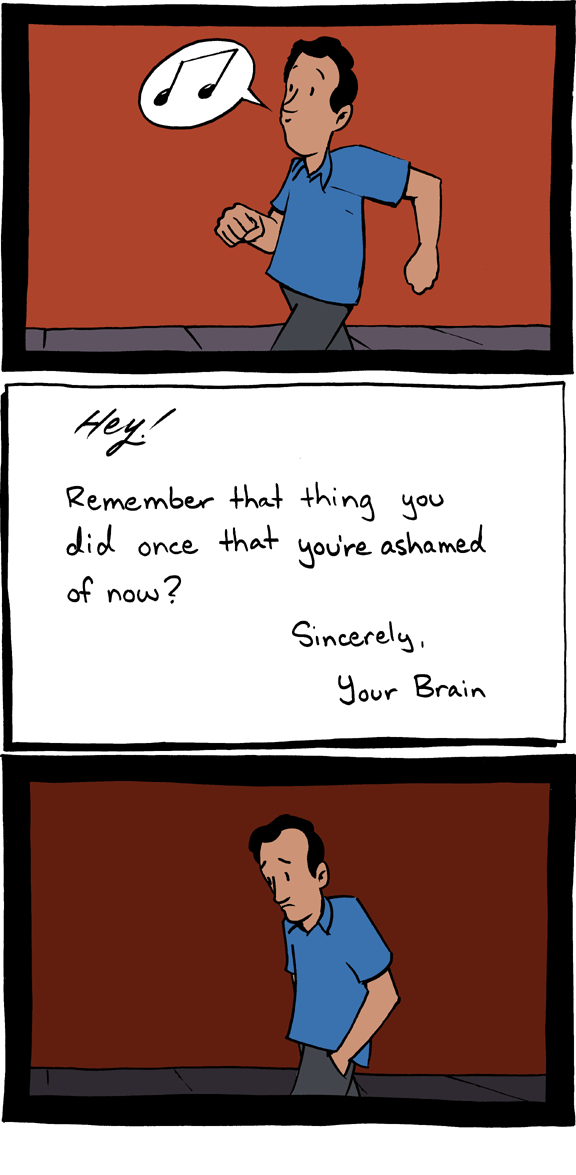 Hey!
Remember that thing you
did once that you're ashamed
of now?
Sincerely,
Your Brain